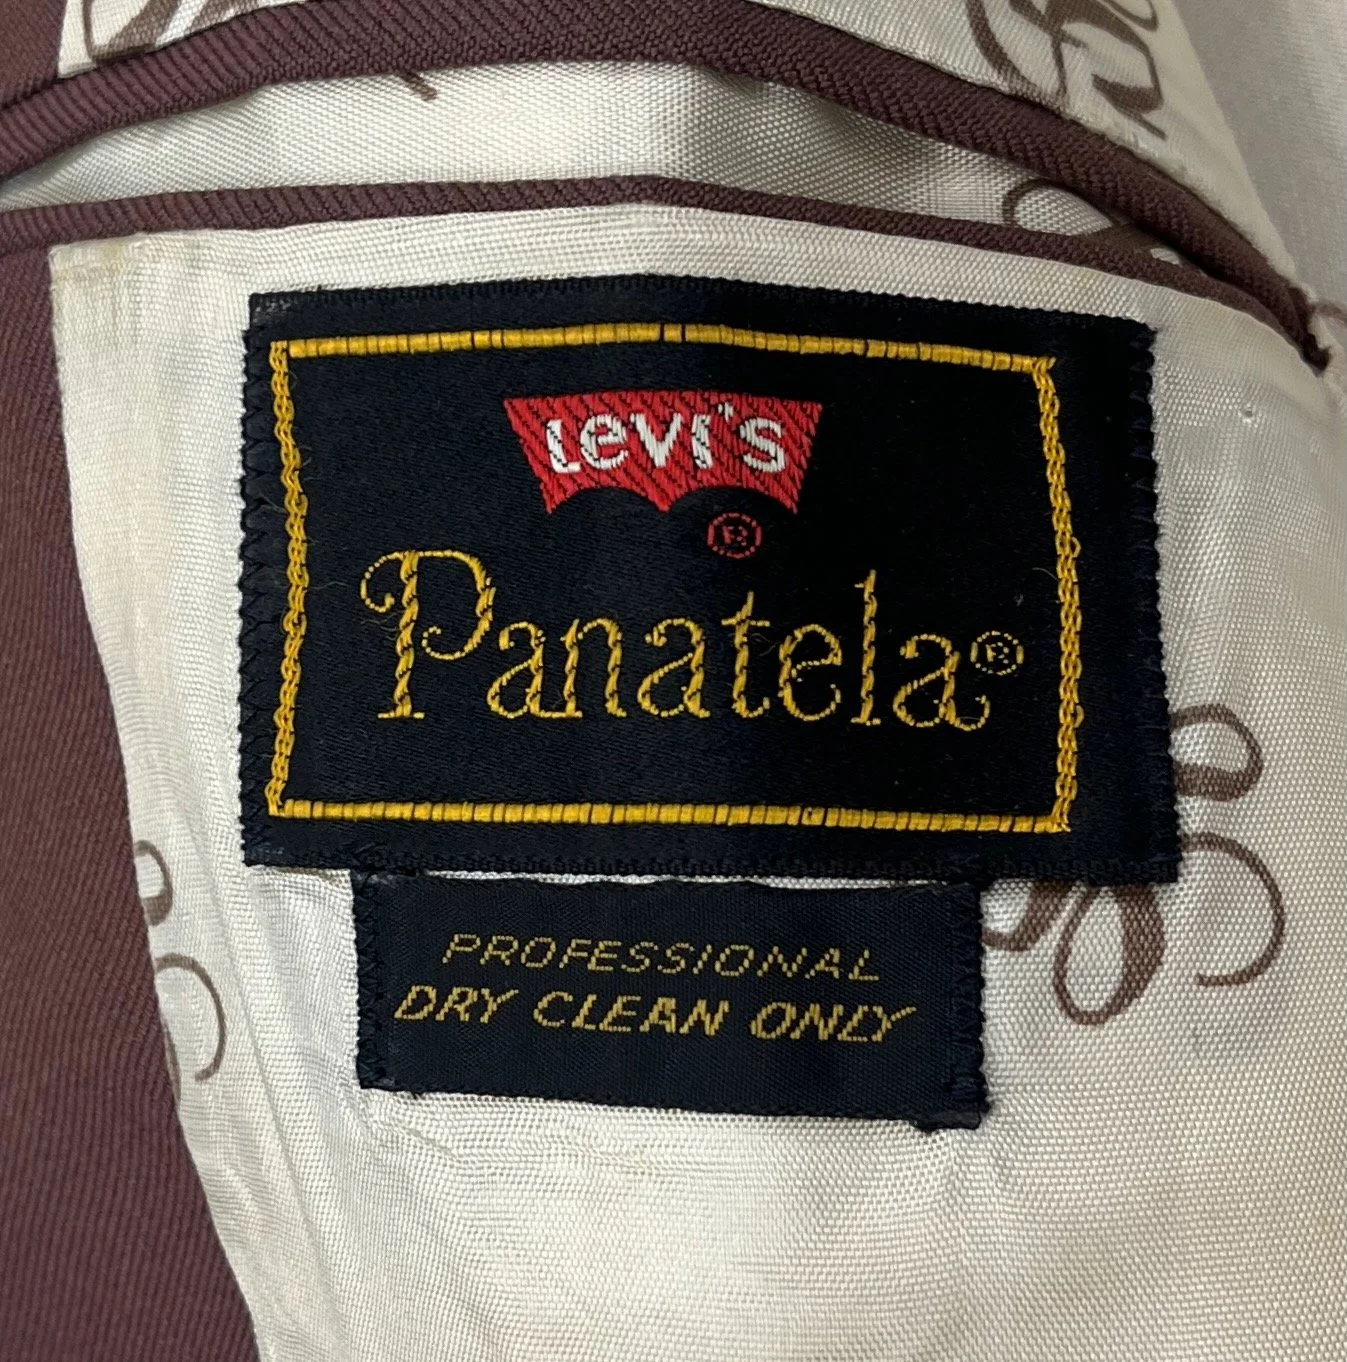 Levi's
®
Panatela®
PROFESSIONAL
DRY CLEAN ONLY